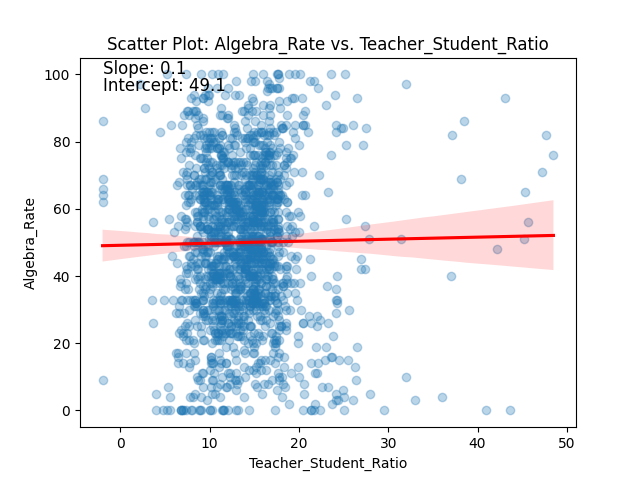 Scatter Plot: Algebra_Rate vs. Teacher_Student_Ratio
Slope: 0.1
Intercept: 49.1
100
80
60
40
20
0
Algebra_Rate
0 10 20 30 40 50
Teacher_Student_Ratio